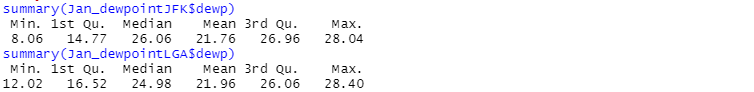 summary(Jan_dewpointJFK$dewp)
Min. 1st Qu. Median Mean 3rd Qu. Max.
8.06 14.77 26.06 21.76 26.96 28.04
summary(Jan_dewpointLGA$dewp)
Min. 1st Qu. Median Mean 3rd Qu. Max.
12.02 16.52 24.98 21.96 26.06 28.40